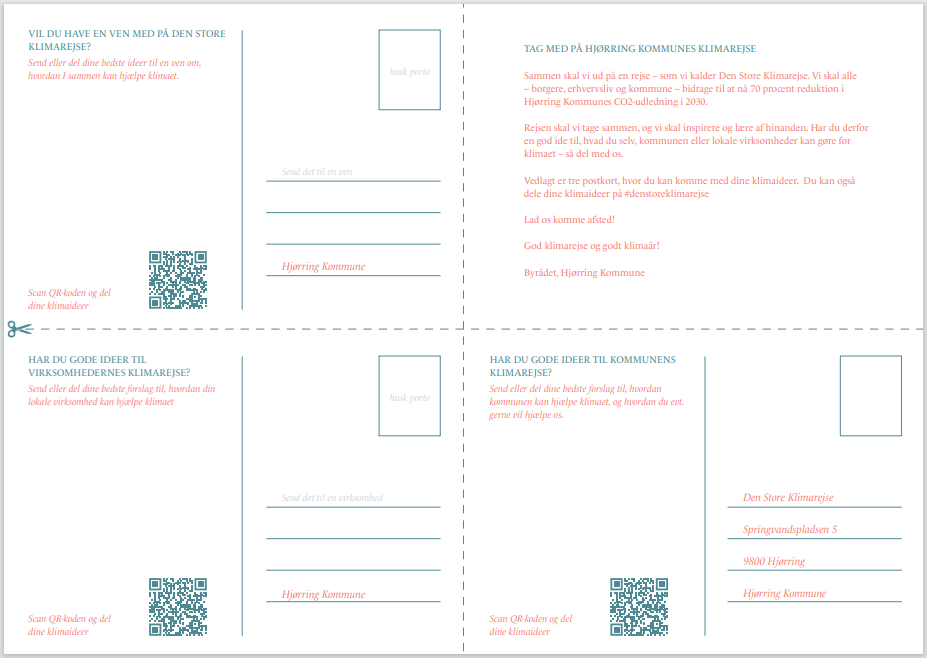 VIL DU HAVE EN VEN MED PÅ DEN STORE
KLIMAREJSE?
Send eller del dine bedste ideer til en ven om,
hvordan I sammen kan hjælpe klimaet.
husk porto
Send det til en ven
Hjørring Kommune
Scan QR-koden og del
dine klimaideer
TAG MED PÅ HJØRRING KOMMUNES KLIMAREJSE
Sammen skal vi ud på en rejse – som vi kalder Den Store Klimarejse. Vi skal alle
– borgere, erhvervsliv og kommune – bidrage til at nå 70 procent reduktion i
Hjørring Kommunes CO2-udledning i 2030.
Rejsen skal vi tage sammen, og vi skal inspirere og lære af hinanden. Har du derfor
en god ide til, hvad du selv, kommunen eller lokale virksomheder kan gøre for
klimaet – så del med os.
Vedlagt er tre postkort, hvor du kan komme med dine klimaideer. Du kan også
dele dine klimaideer på #denstoreklimarejse
Lad os komme afsted!
God klimarejse og godt klimaår!
Byrådet, Hjørring Kommune
HAR DU GODE IDEER TIL
VIRKSOMHEDERNES KLIMAREJSE?
Send eller del dine bedste forslag til, hvordan din
lokale virksomhed kan hjælpe klimaet
husk porto
Send det til en virksomhed
Hjørring Kommune
Scan QR-koden og del
dine klimaideer
HAR DU GODE IDEER TIL KOMMUNENS
KLIMAREJSE?
Send eller del dine bedste forslag til, hvordan
kommunen kan hjælpe klimaet, og hvordan du evt.
gerne vil hjælpe os.
Den Store Klimarejse
Springvandspladsen 5
9800 Hjørring
Hjørring Kommune
Scan QR-koden og del
dine klimaideer